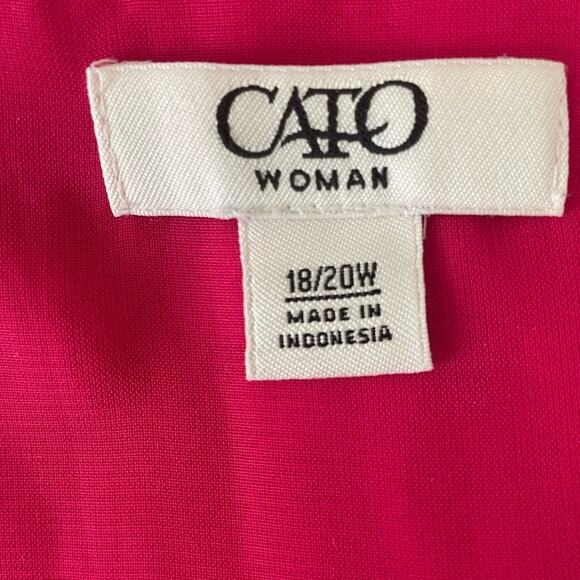 CATO
WOMAN
18/20W
MADE IN
INDONESIA